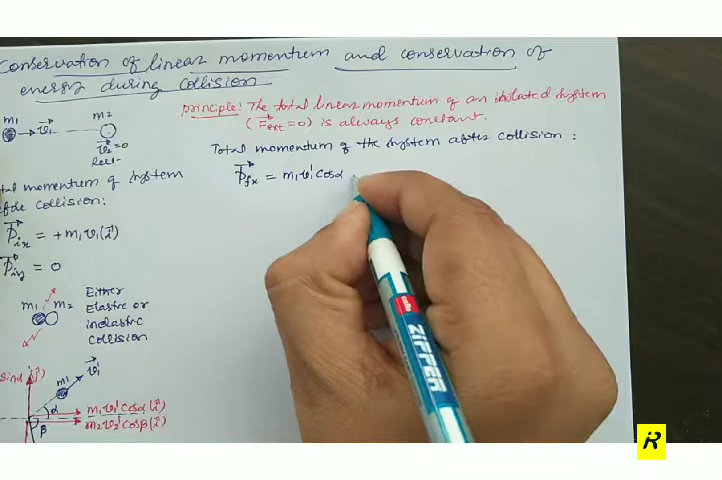 Conservation of linear momentum and conservation of
energy during collision
principle: The total linear momentum of an isolated system
(F⃗ext = 0) is always constant.
m1 v⃗1 m2
v⃗2 = 0
Rest
Total momentum of the system after collision:
P⃗fx = m1v1' cosα
tal momentum of system
efore collision:
P⃗ix = +m1v1(î)
P⃗iy = 0
m1 m2
Either
Elastic or
inelastic
collision
sinα (ĵ)
m1 v⃗1'
α
m1v1' cosα(î)
m2v2' cosβ(î)
β
cello
ZIPPER
R